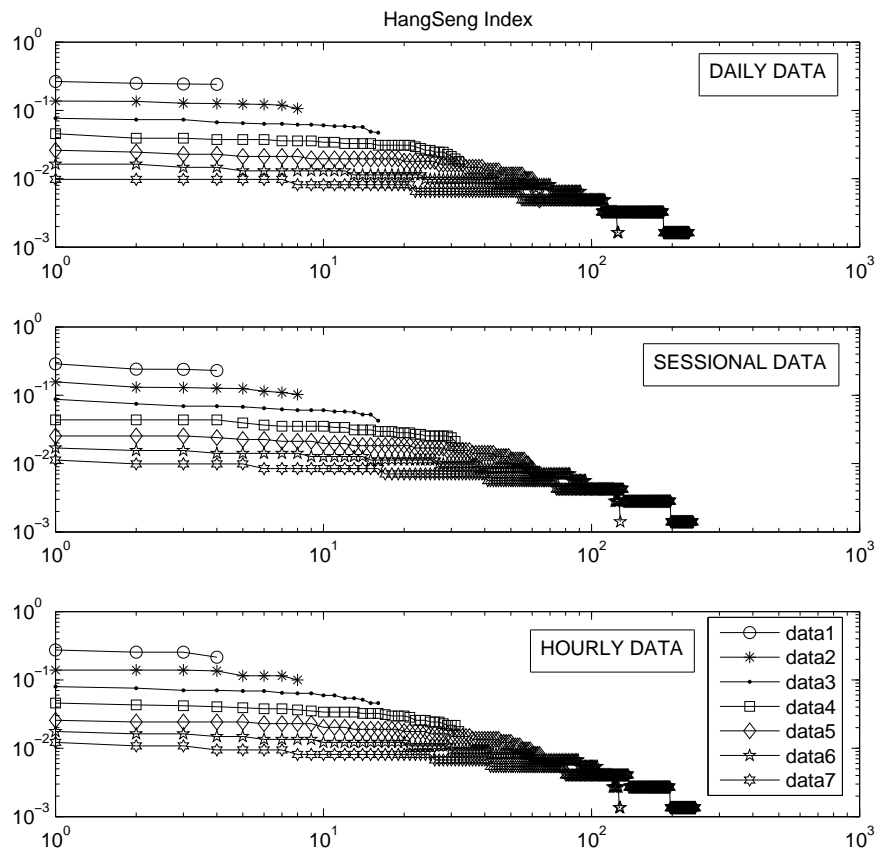 HangSeng Index
10^0
DAILY DATA
10^−1
10^−2
10^−3
10^0 10^1 10^2 10^3
10^0
SESSIONAL DATA
10^−1
10^−2
10^−3
10^0 10^1 10^2 10^3
10^0
HOURLY DATA
10^−1
10^−2
10^−3
10^0 10^1 10^2 10^3
data1
data2
data3
data4
data5
data6
data7